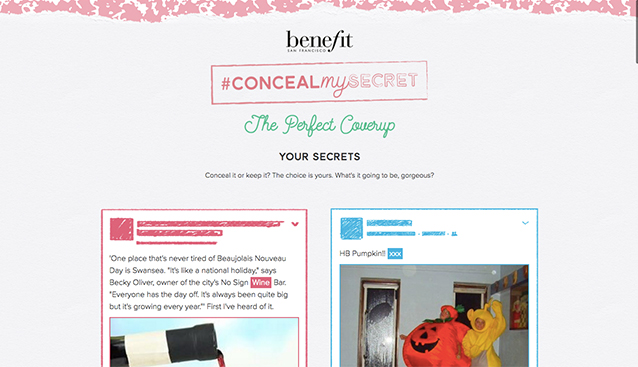 benefit
SAN FRANCISCO
#CONCEALmySECRET
The Perfect Coverup
YOUR SECRETS
Conceal it or keep it? The choice is yours. What's it going to be, gorgeous?
'One place that's never tired of Beaujolais Nouveau
Day is Swansea. "It's like a national holiday," says
Becky Oliver, owner of the city's No Sign Wine Bar.
"Everyone has the day off. It's always been quite big
but it's growing every year."' First I've heard of it.
HB Pumpkin!! xxx